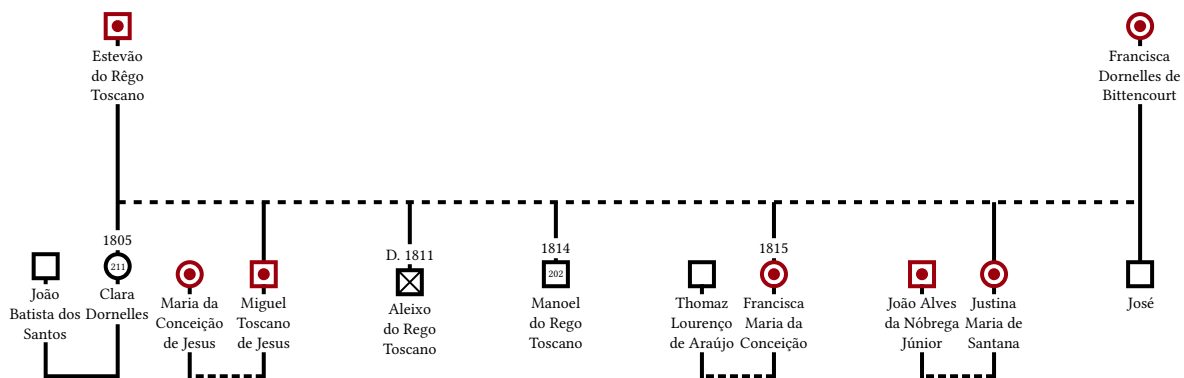 Estevão
do Rêgo
Toscano
Francisca
Dornelles de
Bittencourt
1805
211
João
Batista dos
Santos
Clara
Dornelles
Maria da
Conceição
de Jesus
Miguel
Toscano
de Jesus
D. 1811
Aleixo
do Rego
Toscano
1814
202
Manoel
do Rego
Toscano
Thomaz
Lourenço
de Araújo
1815
Francisca
Maria da
Conceição
João Alves
da Nóbrega
Júnior
Justina
Maria de
Santana
José